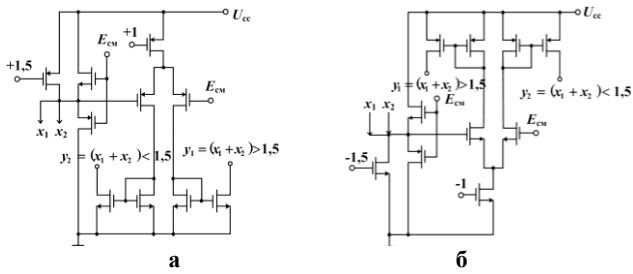 U_cc
U_cc
E_см
+1
+1,5
E_см
x₁ x₂
y₂ = (x₁ + x₂) < 1,5
y₁ = (x₁ + x₂) > 1,5
y₁ = (x₁ + x₂) > 1,5
y₂ = (x₁ + x₂) < 1,5
x₁ x₂
E_см
E_см
-1,5
-1
а
б